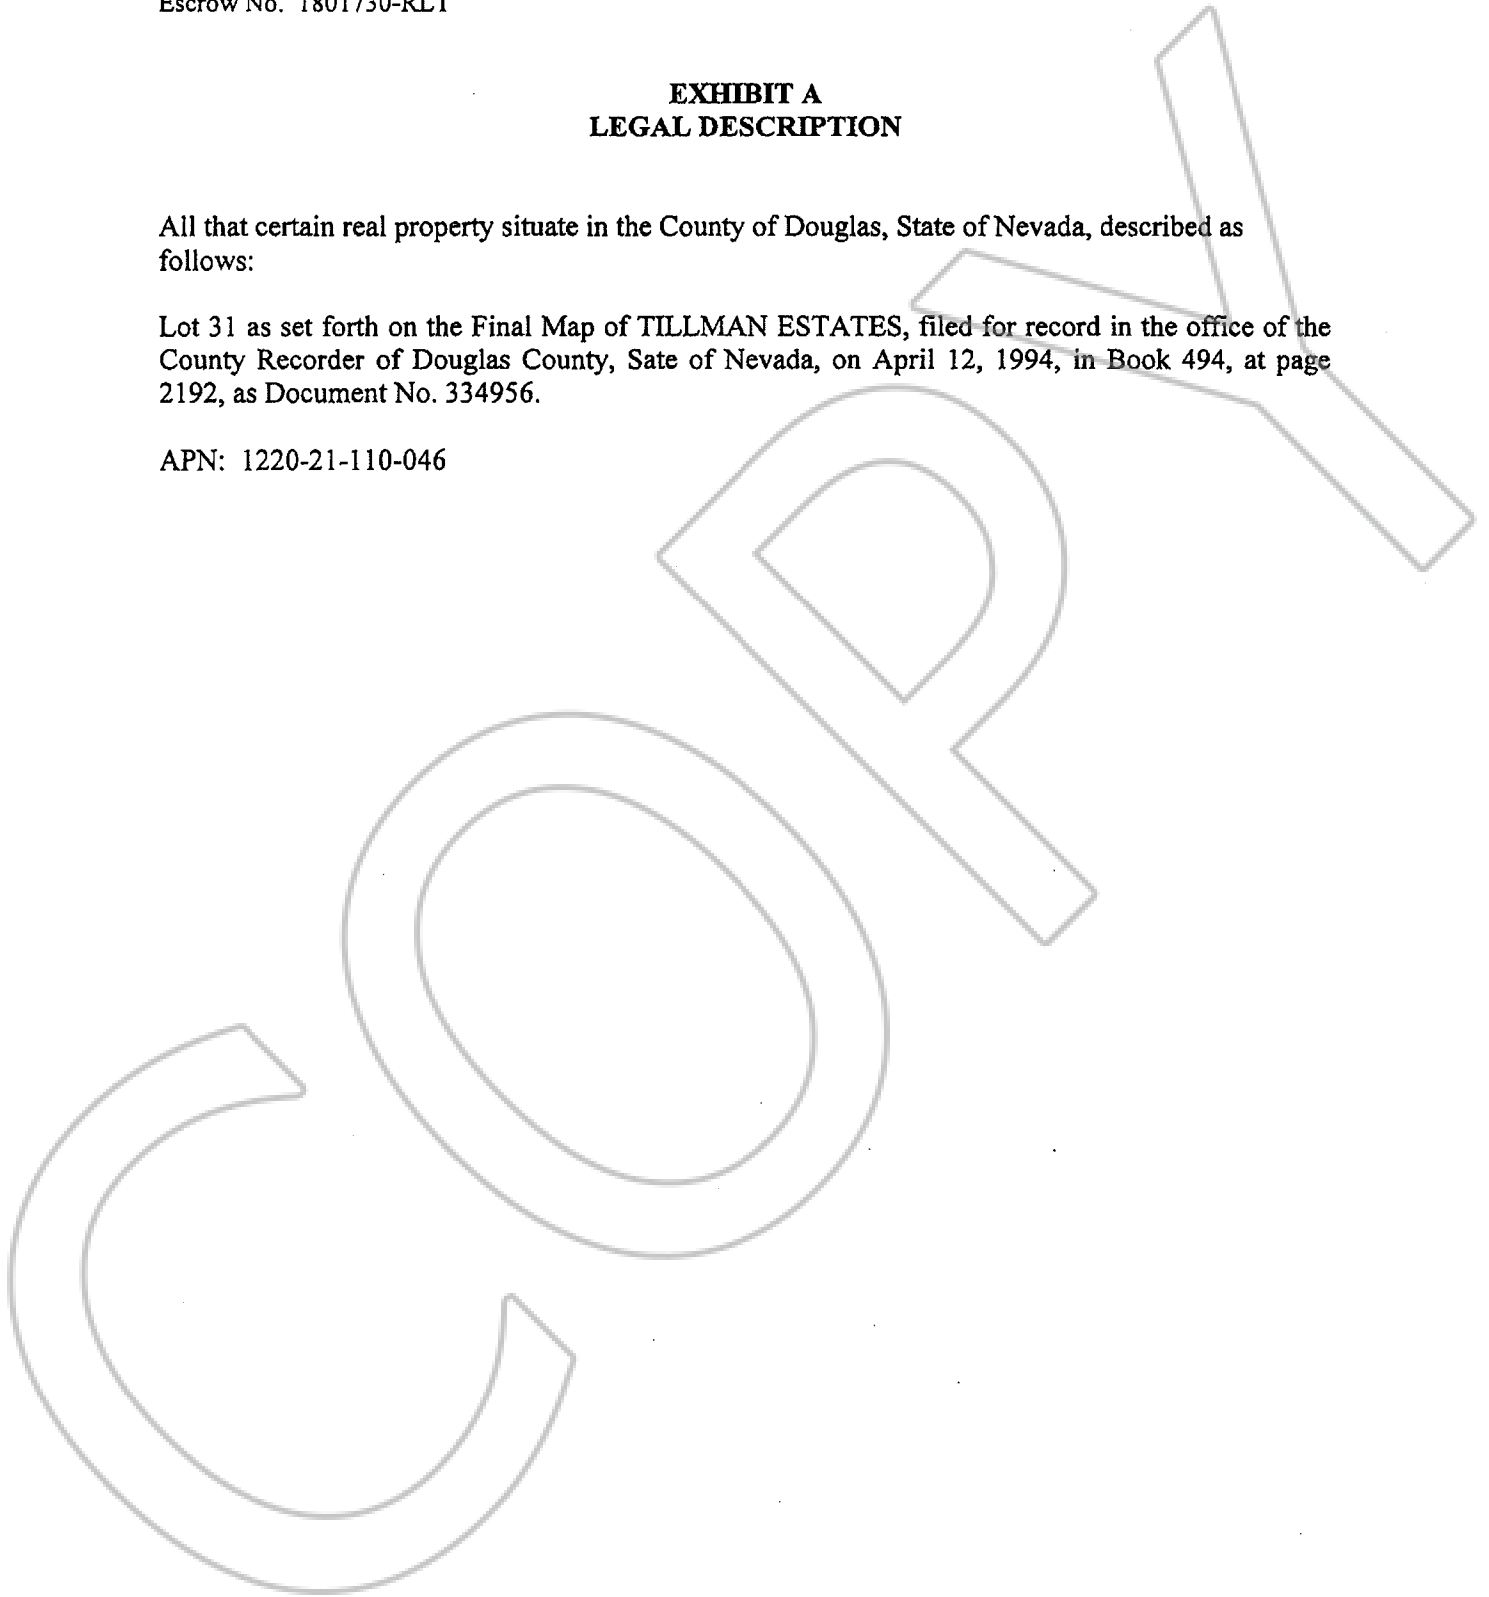 Escrow No. 1801730-RLT
EXHIBIT A
LEGAL DESCRIPTION
All that certain real property situate in the County of Douglas, State of Nevada, described as
follows:
Lot 31 as set forth on the Final Map of TILLMAN ESTATES, filed for record in the office of the
County Recorder of Douglas County, Sate of Nevada, on April 12, 1994, in Book 494, at page
2192, as Document No. 334956.
APN: 1220-21-110-046
COPY